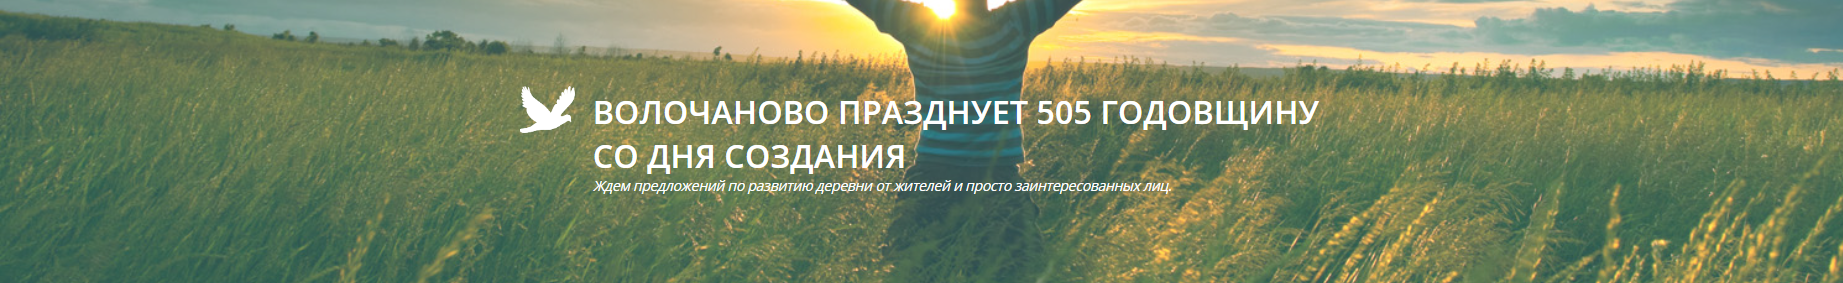 ВОЛОЧАНОВО ПРАЗДНУЕТ 505 ГОДОВЩИНУ
СО ДНЯ СОЗДАНИЯ
Ждем предложений по развитию деревни от жителей и просто заинтересованных лиц.